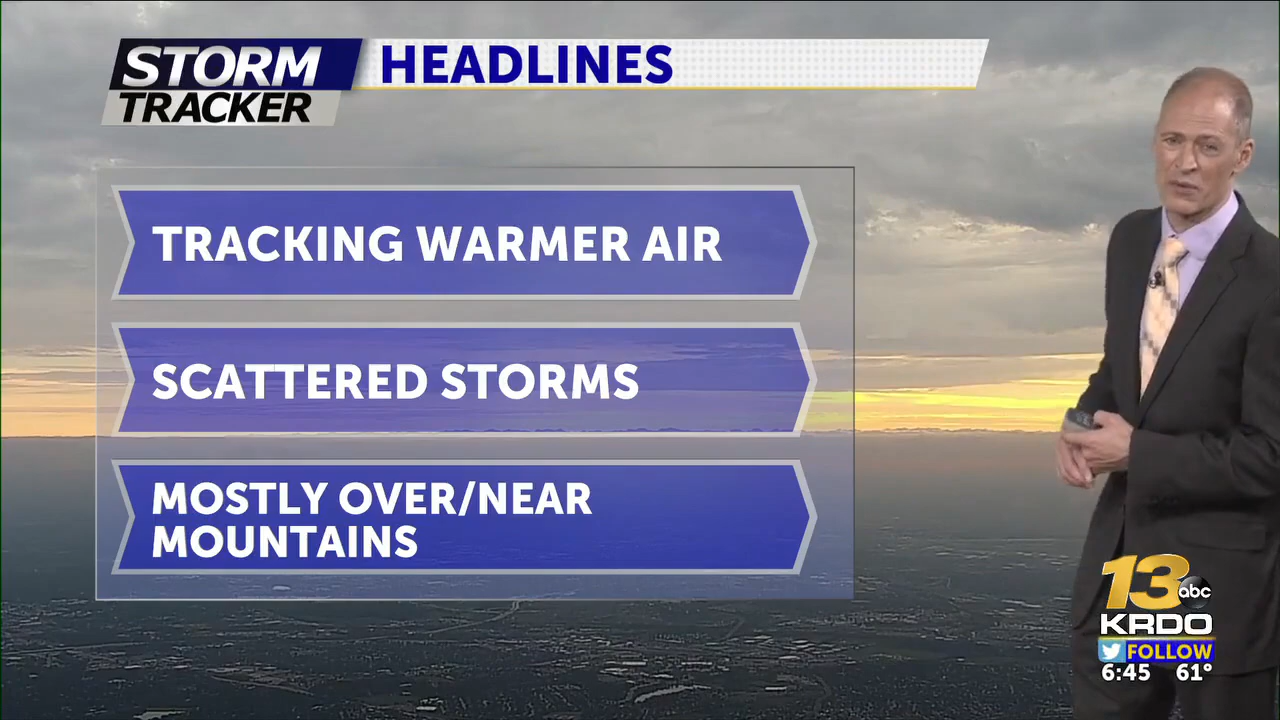 STORM
TRACKER
HEADLINES
TRACKING WARMER AIR
SCATTERED STORMS
MOSTLY OVER/NEAR
MOUNTAINS
13
abc
KRDO
FOLLOW
6:45 61°